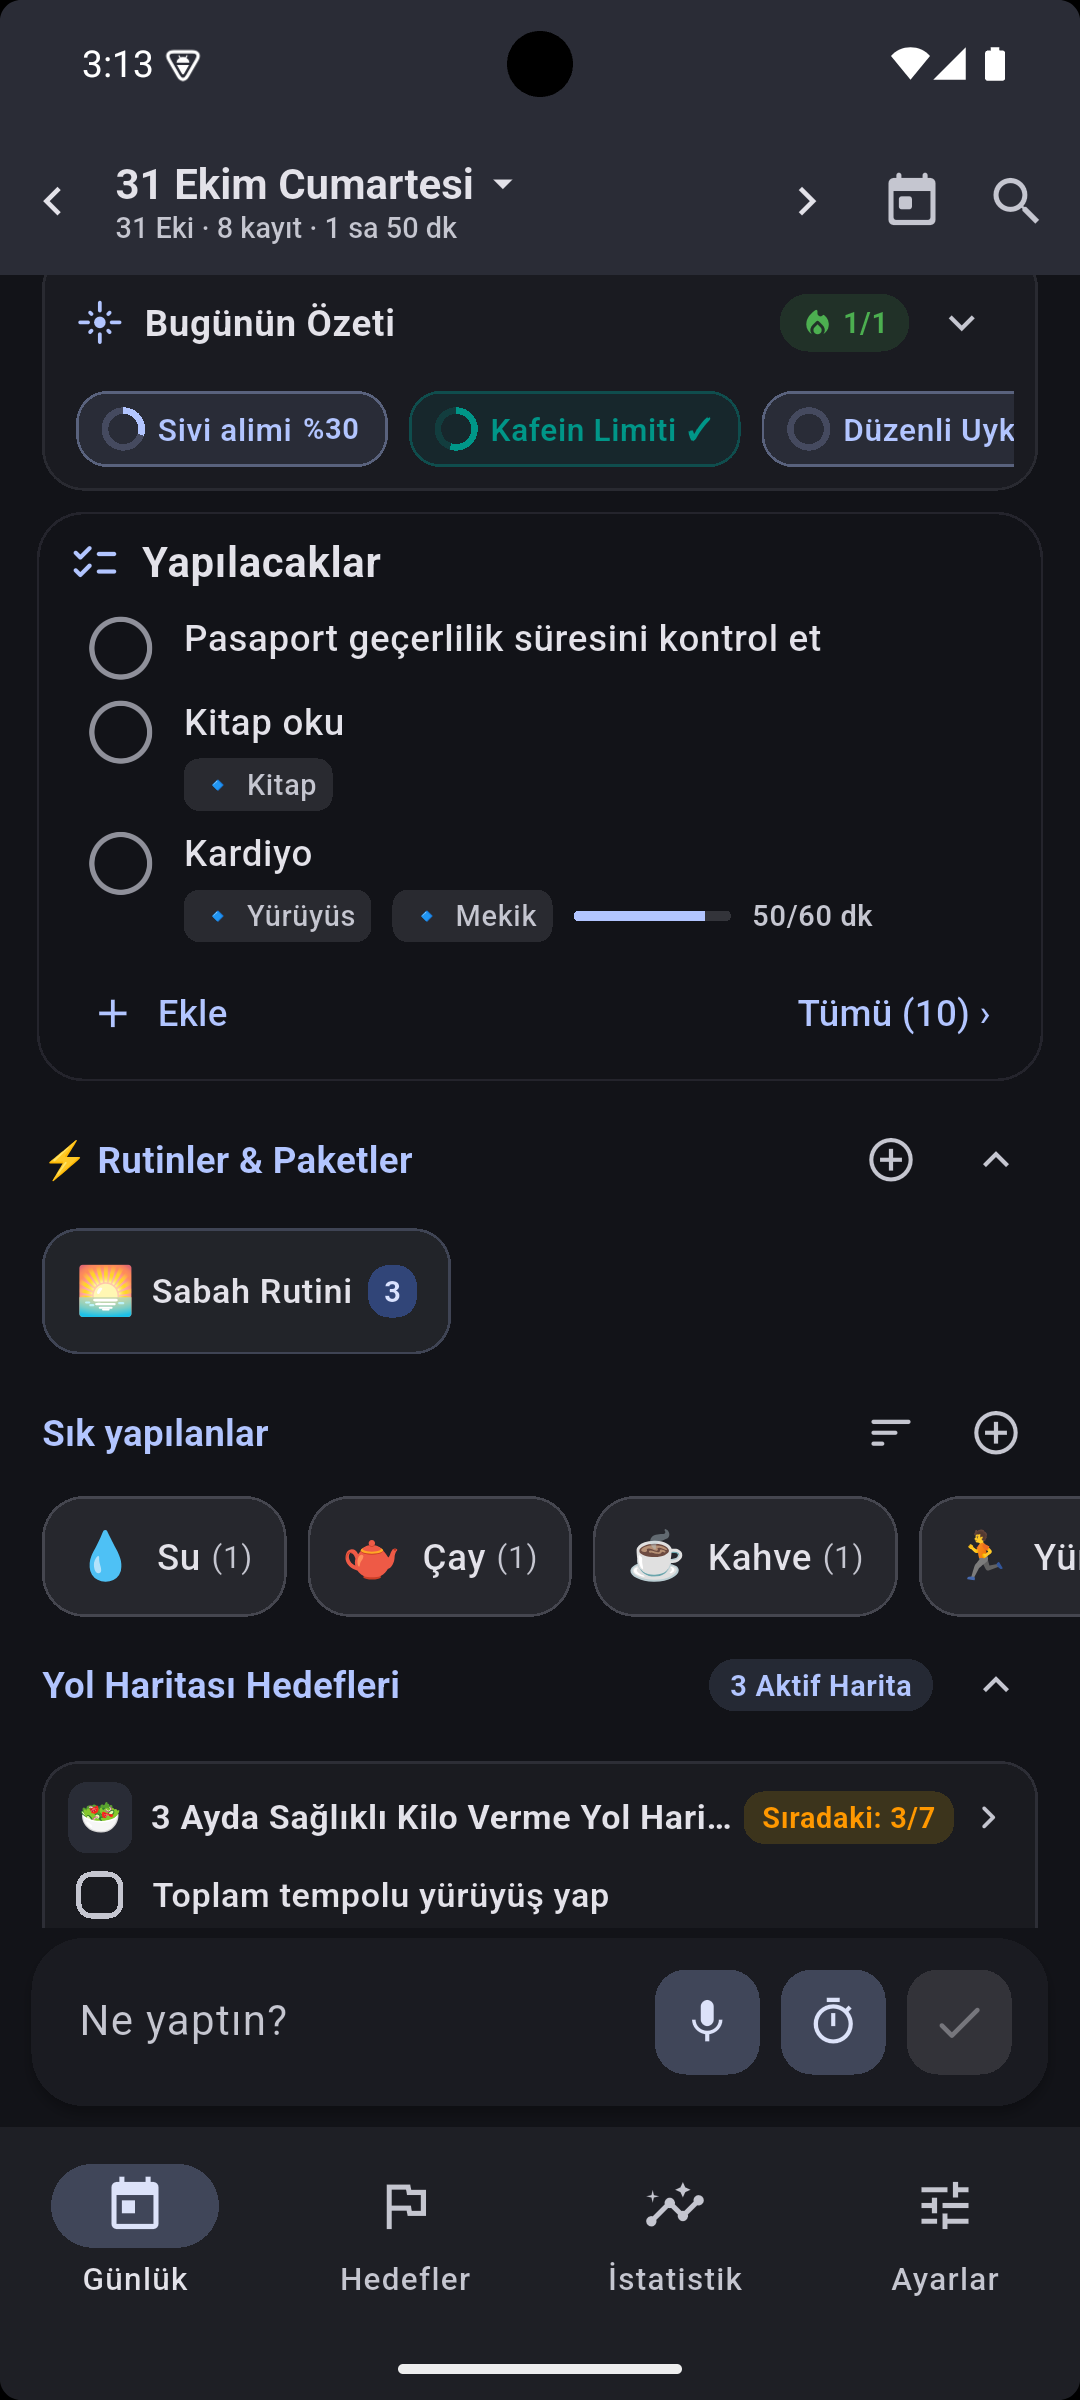 3:13
31 Ekim Cumartesi
31 Eki · 8 kayıt · 1 sa 50 dk
Bugünün Özeti
1/1
Sivi alimi %30
Kafein Limiti ✓
Düzenli Uyk
Yapılacaklar
Pasaport geçerlilik süresini kontrol et
Kitap oku
Kitap
Kardiyo
Yürüyüs
Mekik
50/60 dk
Ekle
Tümü (10) ›
Rutinler & Paketler
Sabah Rutini 3
Sık yapılanlar
Su (1)
Çay (1)
Kahve (1)
Yür
Yol Haritası Hedefleri
3 Aktif Harita
3 Ayda Sağlıklı Kilo Verme Yol Hari...
Sıradaki: 3/7
Toplam tempolu yürüyüş yap
Ne yaptın?
Günlük
Hedefler
İstatistik
Ayarlar